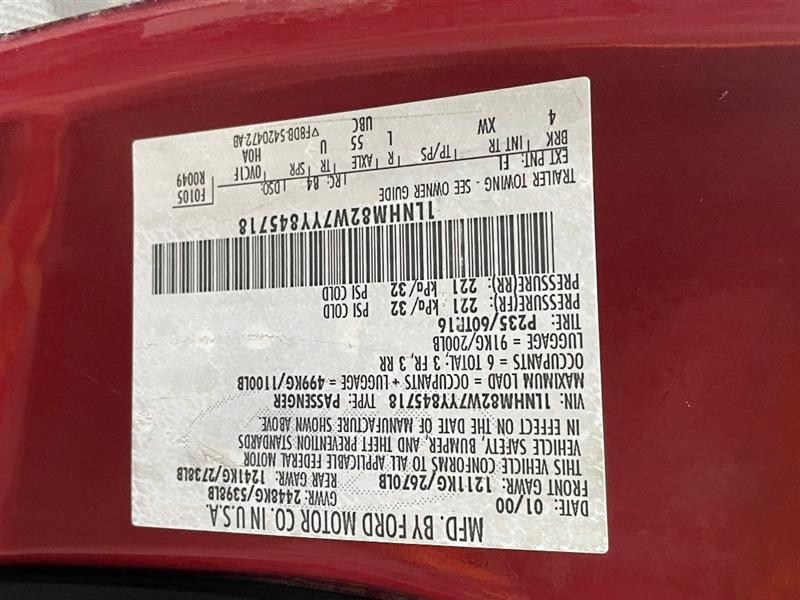 MFD. BY FORD MOTOR CO. IN U.S.A.
DATE: 01/00 GVWR: 2448KG/5398LB
FRONT GAWR: 1211KG/2670LB REAR GAWR: 1241KG/2738LB
THIS VEHICLE CONFORMS TO ALL APPLICABLE FEDERAL MOTOR
VEHICLE SAFETY, BUMPER, AND THEFT PREVENTION STANDARDS
IN EFFECT ON THE DATE OF MANUFACTURE SHOWN ABOVE.
VIN: 1LNHM82W7YY845718 TYPE: PASSENGER
MAXIMUM LOAD = OCCUPANTS + LUGGAGE = 499KG/1100LB
OCCUPANTS = 6 TOTAL: 3 FR, 3 RR
LUGGAGE = 91KG/200LB
TIRE: P235/60TR16
PRESSURE(FR): 221 kPa/32 PSI COLD
PRESSURE(RR): 221 kPa/32 PSI COLD
1LNHM82W7YY845718
TRAILER TOWING - SEE OWNER GUIDE
EXT PNT: FL RC: 84 DSO: F0105
BRK INT TR TP/PS R AXLE TR SPR OVC1F R0049
4 XW L 55 U HOA
UBC ▽F8DB-5420472-AB